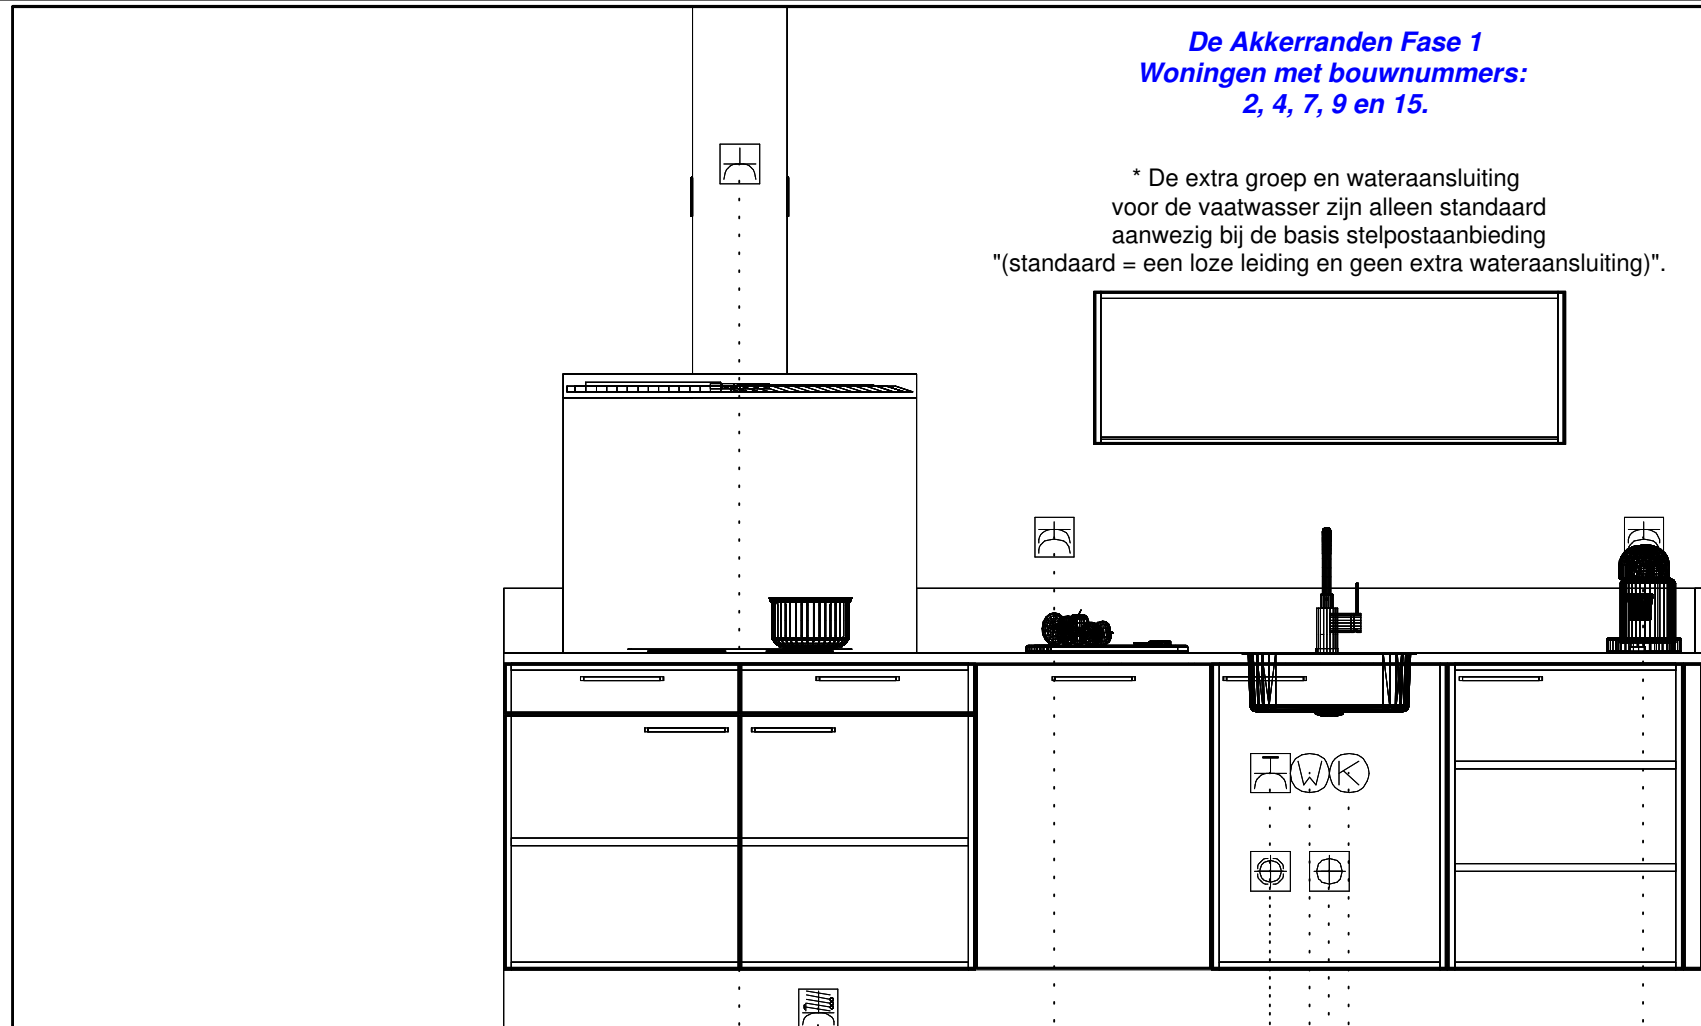 De Akkerranden Fase 1
Woningen met bouwnummers:
2, 4, 7, 9 en 15.
* De extra groep en wateraansluiting
voor de vaatwasser zijn alleen standaard
aanwezig bij de basis stelpostaanbieding
"(standaard = een loze leiding en geen extra wateraansluiting)".
W K